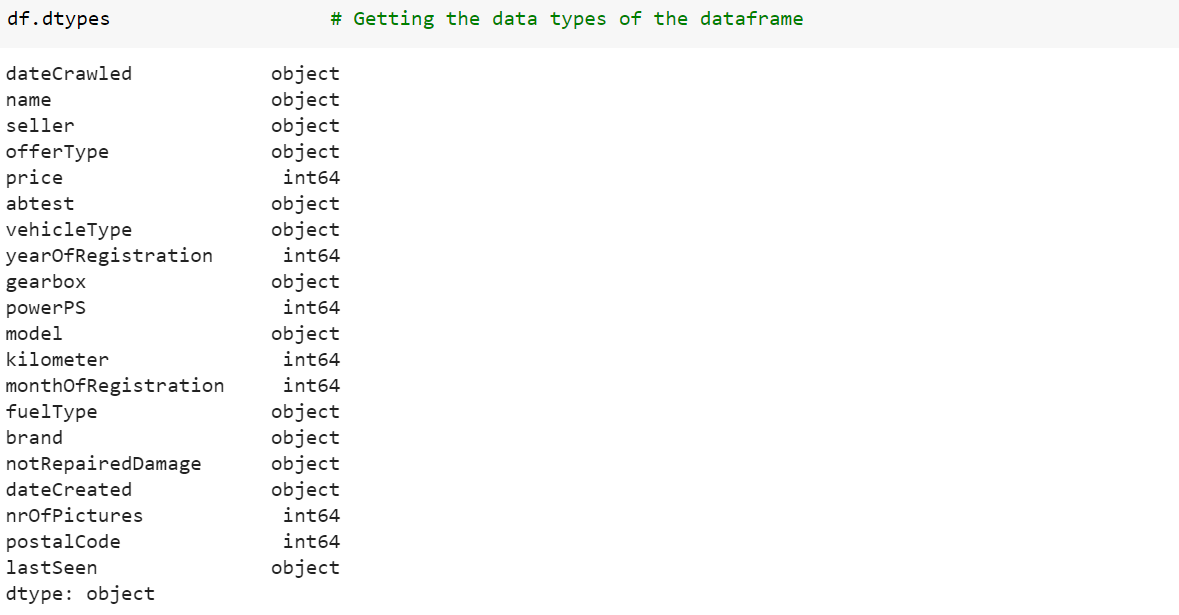 df.dtypes # Getting the data types of the dataframe
dateCrawled object
name object
seller object
offerType object
price int64
abtest object
vehicleType object
yearOfRegistration int64
gearbox object
powerPS int64
model object
kilometer int64
monthOfRegistration int64
fuelType object
brand object
notRepairedDamage object
dateCreated object
nrOfPictures int64
postalCode int64
lastSeen object
dtype: object